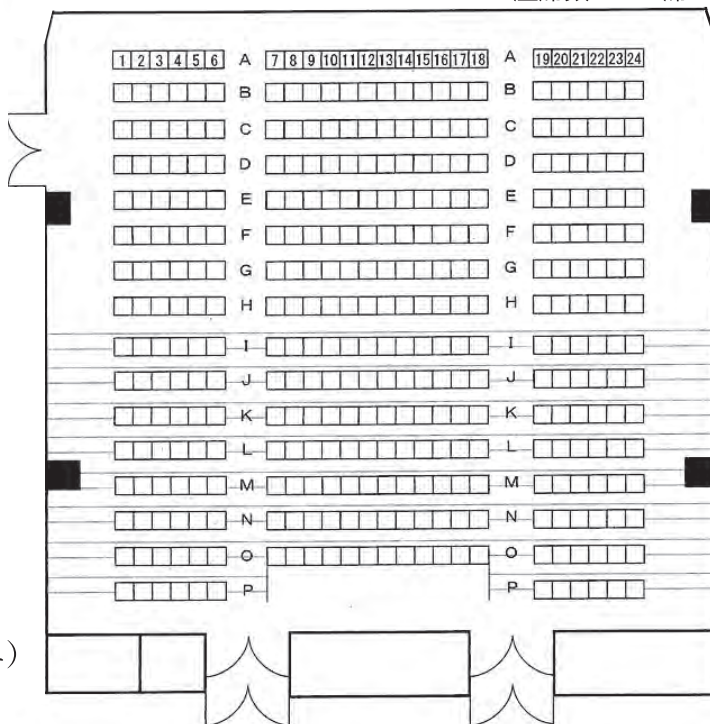 1 2 3 4 5 6 A 7 8 9 10 11 12 13 14 15 16 17 18 A 19 20 21 22 23 24
B B
C C
D D
E E
F F
G G
H H
I I
J J
K K
L L
M M
N N
O O
P P
)